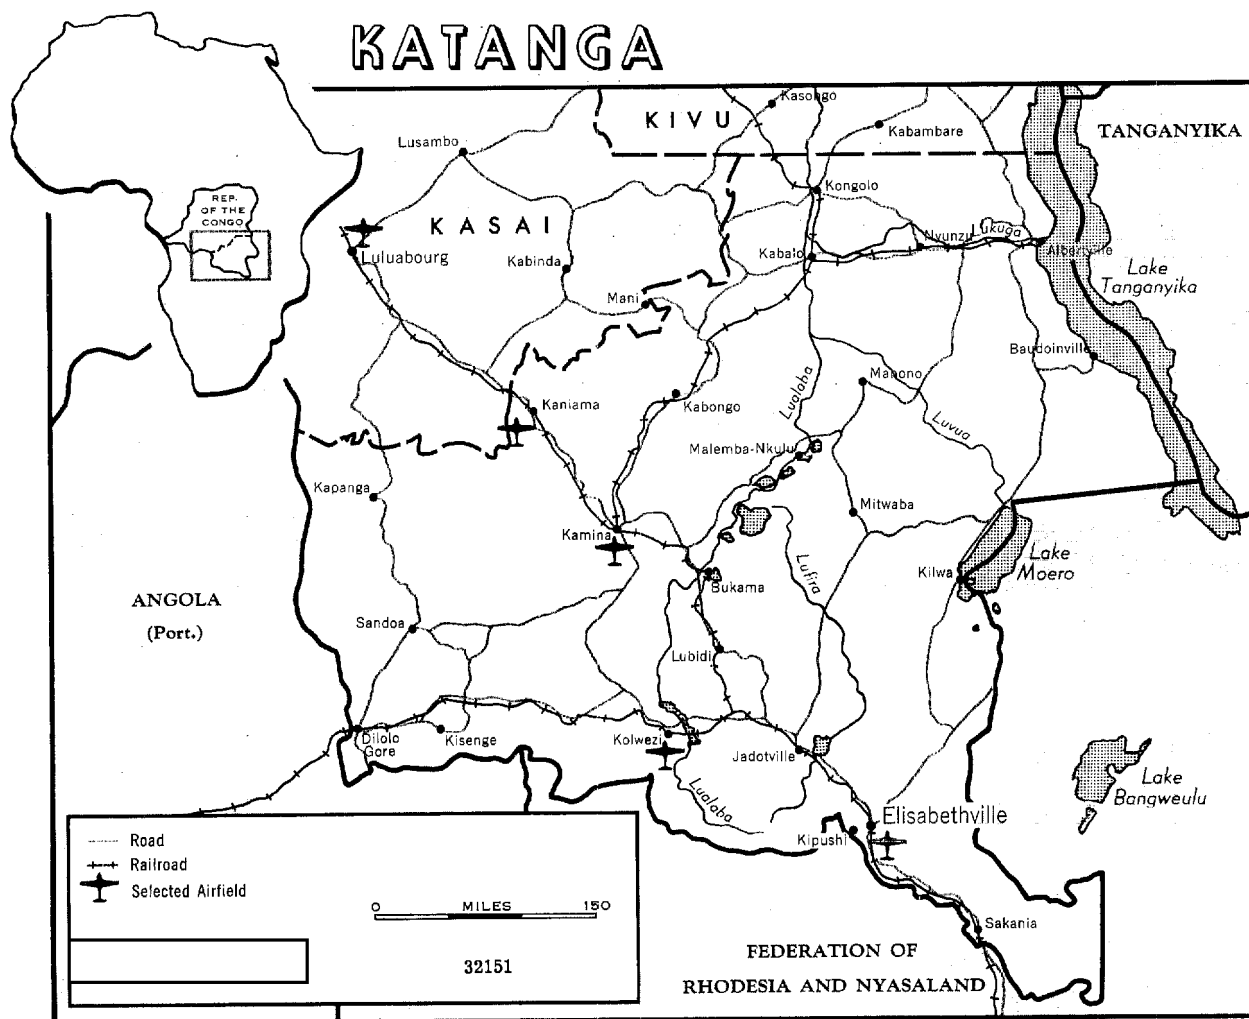 KATANGA
REP.
OF THE
CONGO
KIVU
Kasongo
Kabambare
TANGANYIKA
Lusambo
KASAI
Kongolo
Luluabourg
Kabinda
Kabalo
Nyunzu
Lukuga
Albertville
Lake
Tanganyika
Mani
Baudoinville
Kaniama
Kabongo
Lualaba
Manono
Luvua
Malemba-Nkulu
Kapanga
Kamina
Mitwaba
Lufira
Lake
Moero
Kilwa
Bukama
ANGOLA
(Port.)
Sandoa
Lubidi
Dilolo
Gore
Kisenge
Kolwezi
Jadotville
Lualaba
Lake
Bangweulu
Elisabethville
Kipushi
Sakania
FEDERATION OF
RHODESIA AND NYASALAND
Road
Railroad
Selected Airfield
0 MILES 150
32151